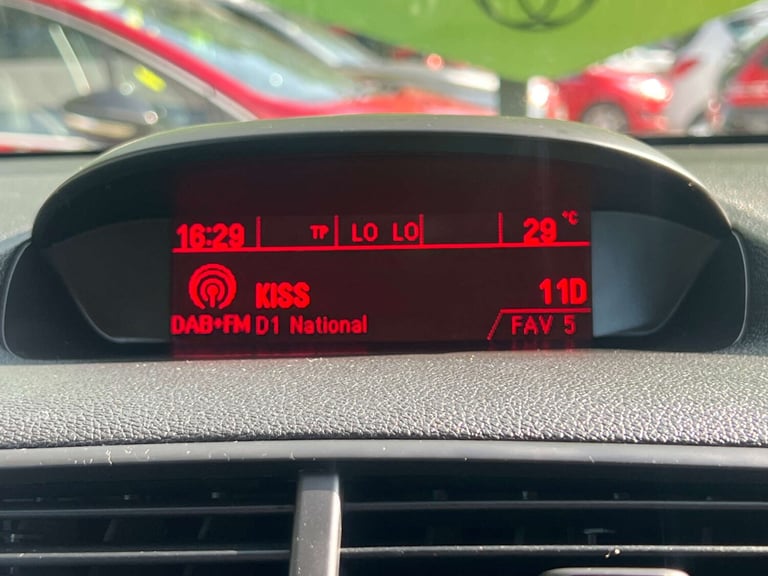 16:29 TP LO LO 29 °C
KISS 11D
DAB+FM D1 National FAV 5